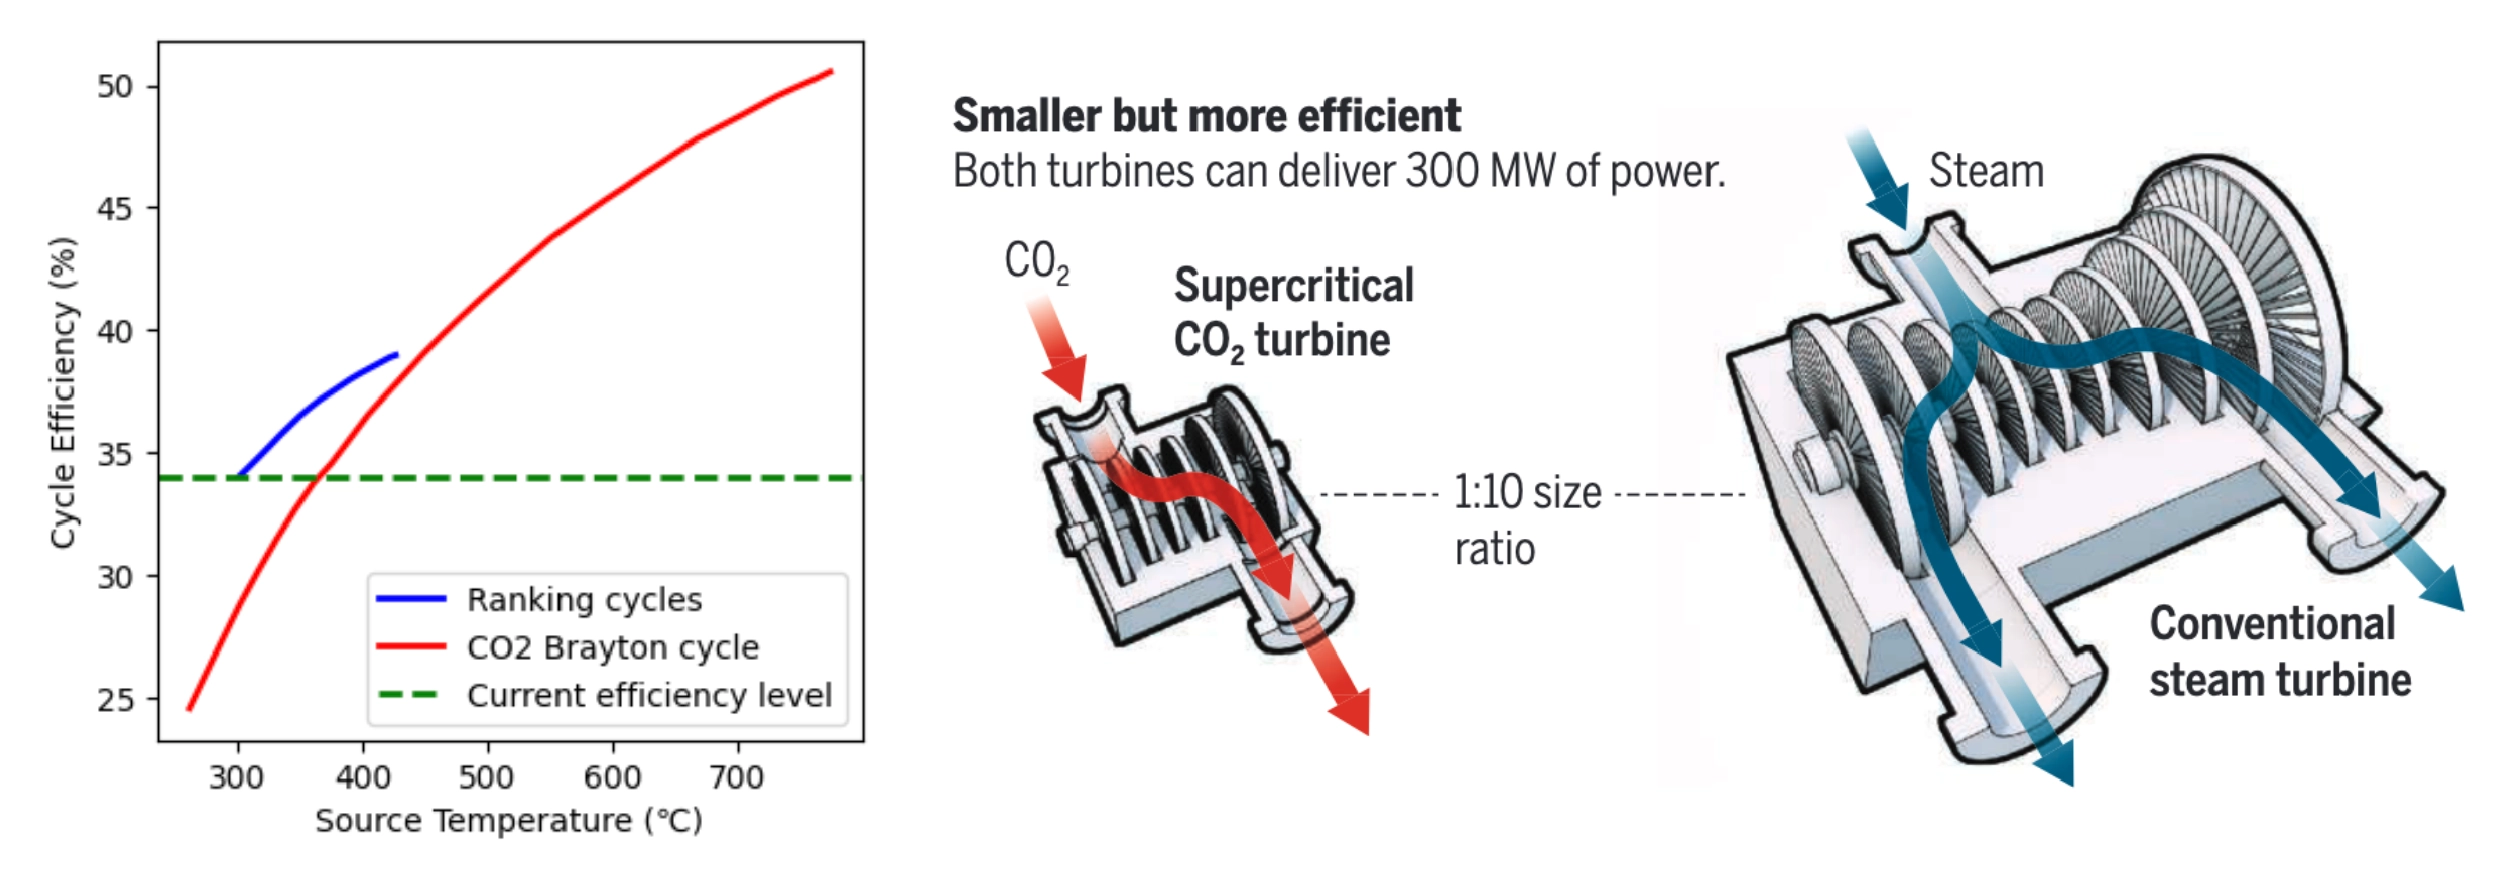 50
45
40
35
30
25
Cycle Efficiency (%)
300 400 500 600 700
Source Temperature (°C)
Ranking cycles
CO2 Brayton cycle
Current efficiency level
Smaller but more efficient
Both turbines can deliver 300 MW of power.
CO₂
Supercritical
CO₂ turbine
1:10 size
ratio
Steam
Conventional
steam turbine